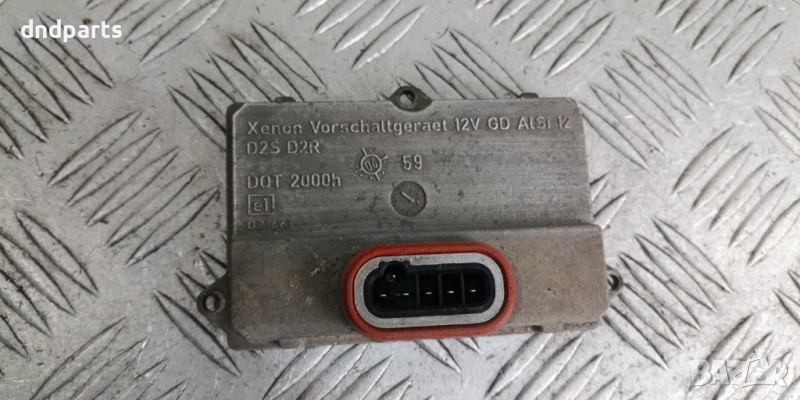 dndparts
Xenon Vorschaltgeraet 12V GD AlSi 12
D2S D2R
59
DOT 2000h
e1
BAZAR